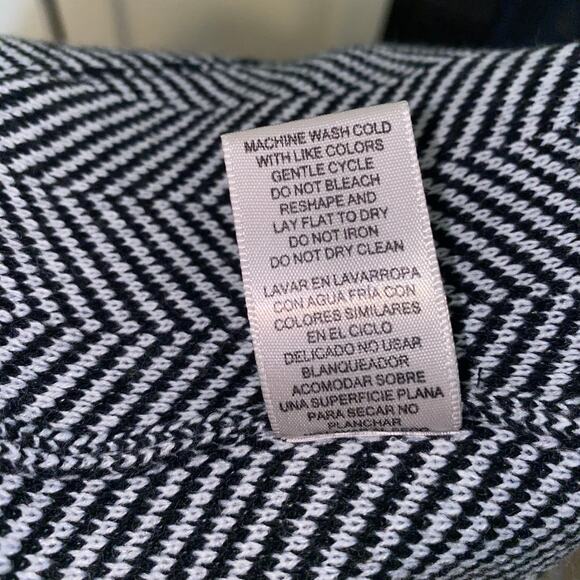 MACHINE WASH COLD
WITH LIKE COLORS
GENTLE CYCLE
DO NOT BLEACH
RESHAPE AND
LAY FLAT TO DRY
DO NOT IRON
DO NOT DRY CLEAN
LAVAR EN LAVARROPA
CON AGUA FRÍA CON
COLORES SIMILARES
EN EL CICLO
DELICADO NO USAR
BLANQUEADOR
ACOMODAR SOBRE
UNA SUPERFICIE PLANA
PARA SECAR NO
PLANCHAR